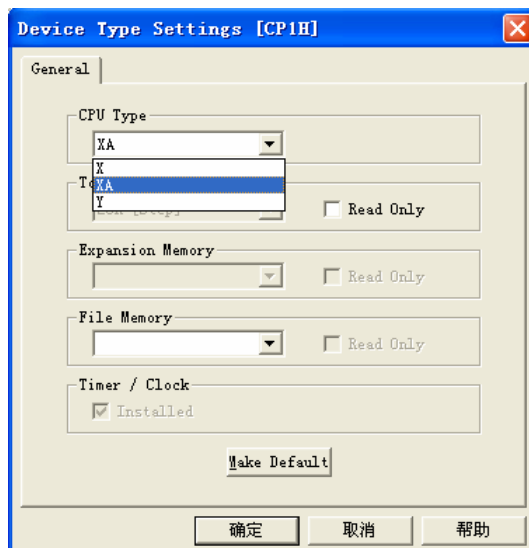 Device Type Settings [CP1H]
General
CPU Type
XA
X
XA
Y
Read Only
Expansion Memory
Read Only
File Memory
Read Only
Timer / Clock
Installed
Make Default
确定 取消 帮助